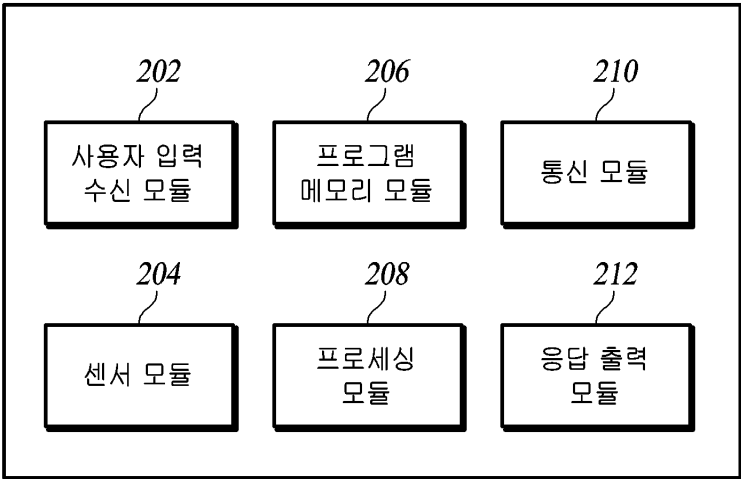 202
206
210
사용자 입력
수신 모듈
프로그램
메모리 모듈
통신 모듈
204
208
212
센서 모듈
프로세싱
모듈
응답 출력
모듈